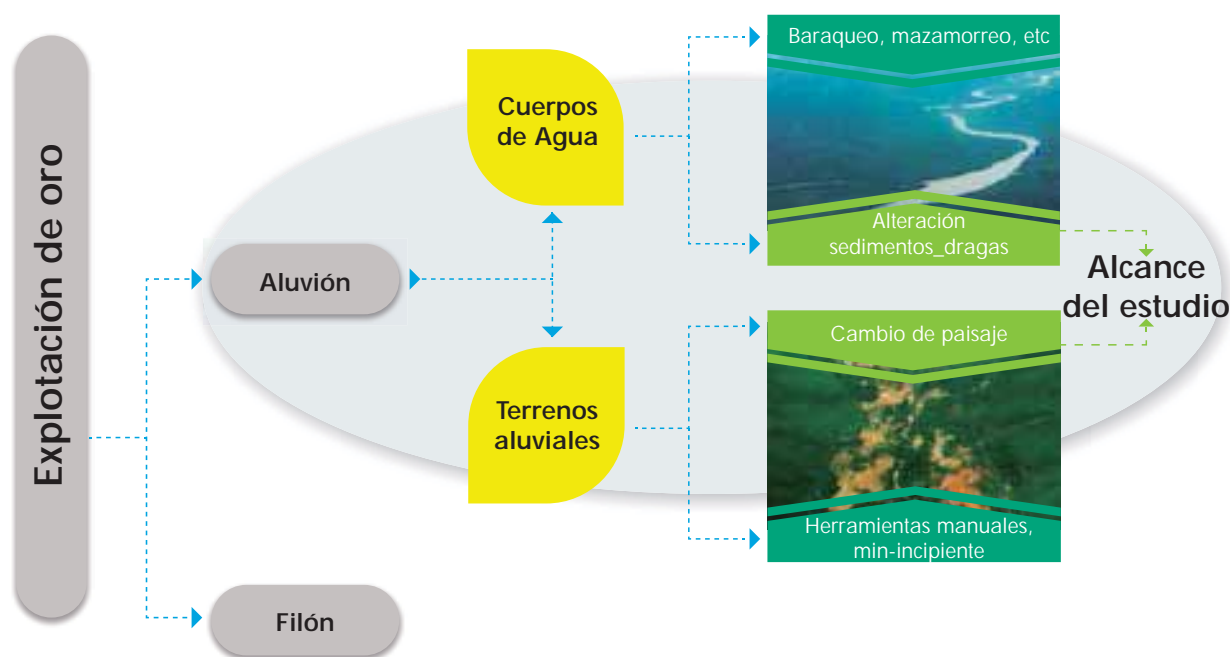 Explotación de oro
Aluvión
Filón
Cuerpos
de Agua
Terrenos
aluviales
Baraqueo, mazamorreo, etc
Alteración
sedimentos_dragas
Cambio de paisaje
Herramientas manuales,
min-incipiente
Alcance
del estudio